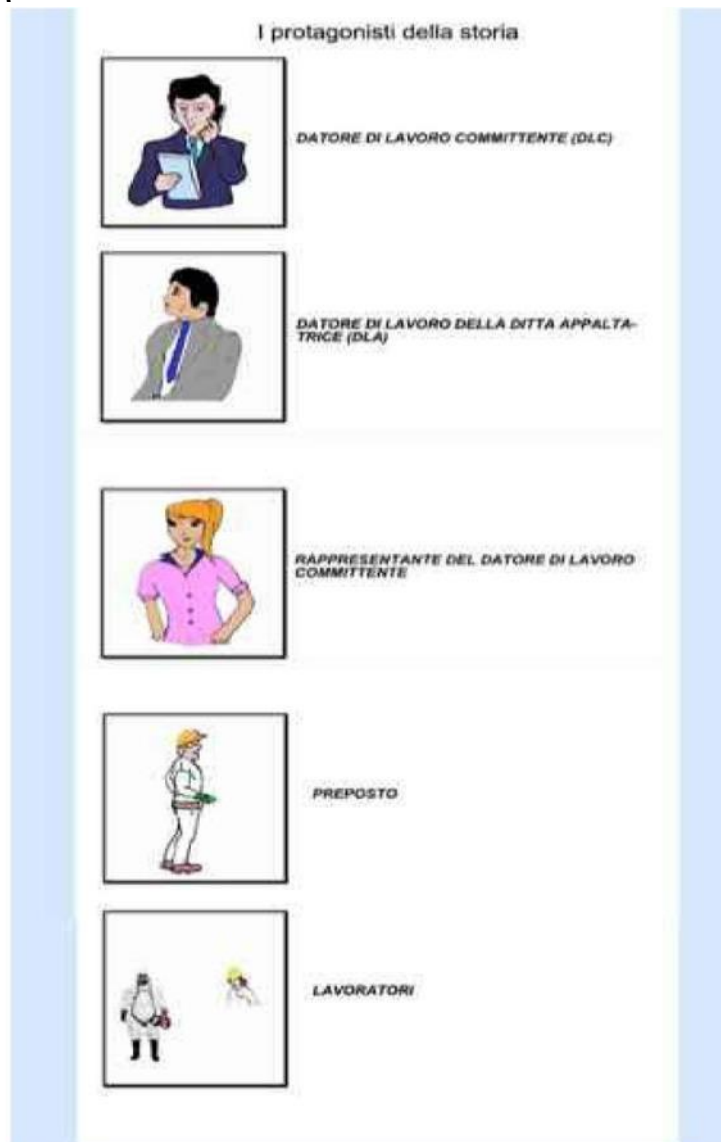 I protagonisti della storia
DATORE DI LAVORO COMMITTENTE (DLC)
DATORE DI LAVORO DELLA DITTA APPALTA-
TRICE (DLA)
RAPPRESENTANTE DEL DATORE DI LAVORO
COMMITTENTE
PREPOSTO
LAVORATORI